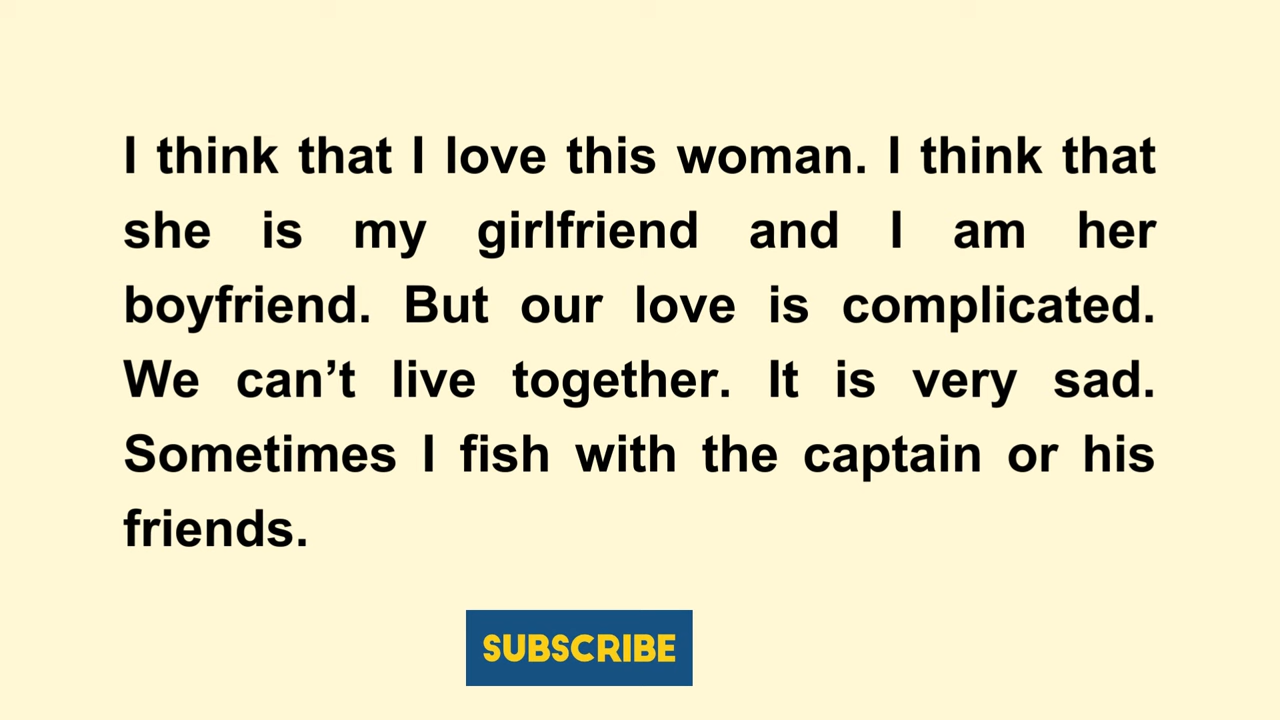 I think that I love this woman. I think that
she is my girlfriend and I am her
boyfriend. But our love is complicated.
We can’t live together. It is very sad.
Sometimes I fish with the captain or his
friends.
SUBSCRIBE